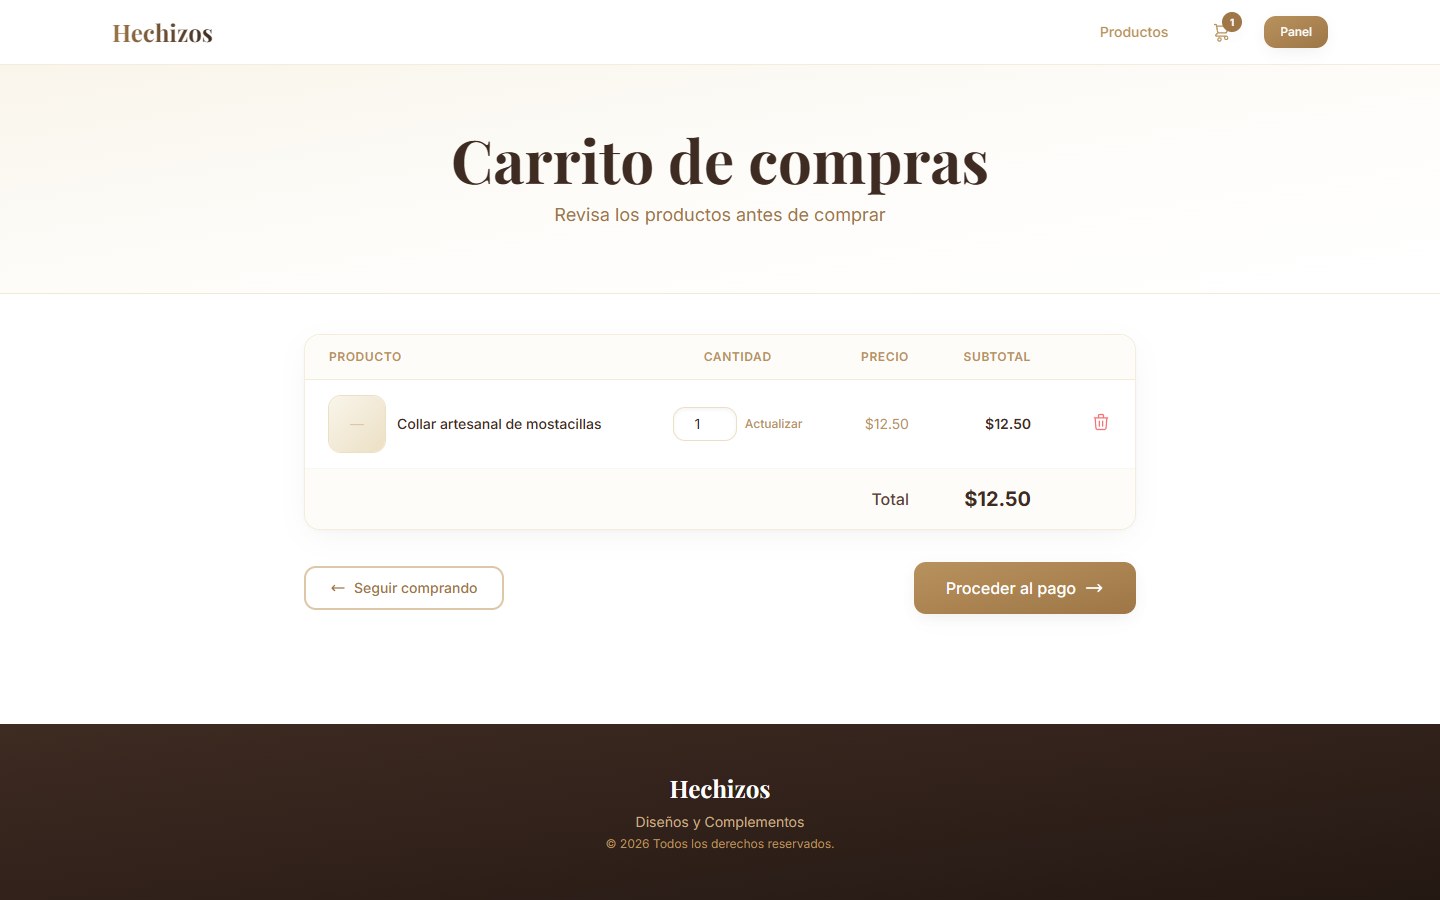 Hechizos
Productos
1
Panel
Carrito de compras
Revisa los productos antes de comprar
PRODUCTO CANTIDAD PRECIO SUBTOTAL
— Collar artesanal de mostacillas 1 Actualizar $12.50 $12.50
Total $12.50
← Seguir comprando
Proceder al pago →
Hechizos
Diseños y Complementos
© 2026 Todos los derechos reservados.